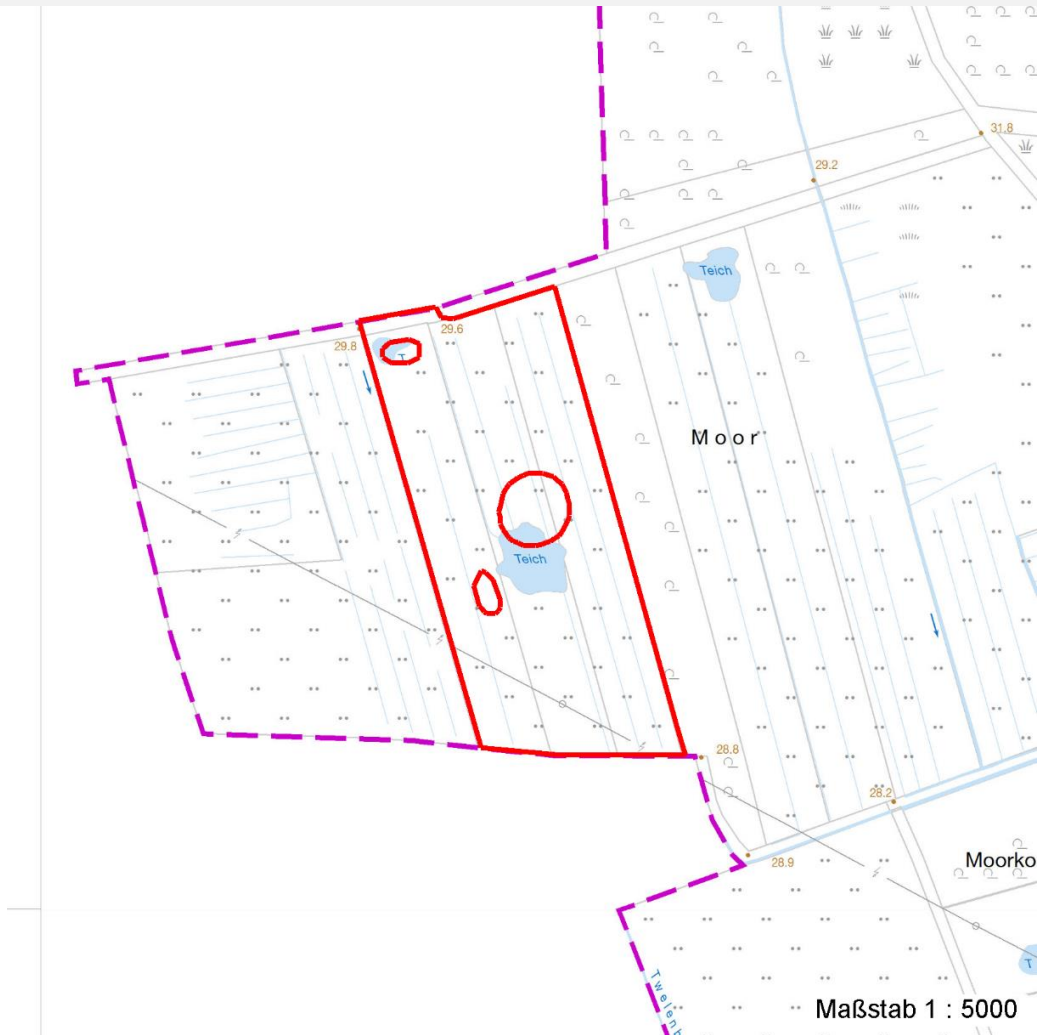 31.8
29.2
Teich
29.6
29.8
T
Moor
Teich
28.8
28.2
28.9
Moorko
T
Maßstab 1 : 5000